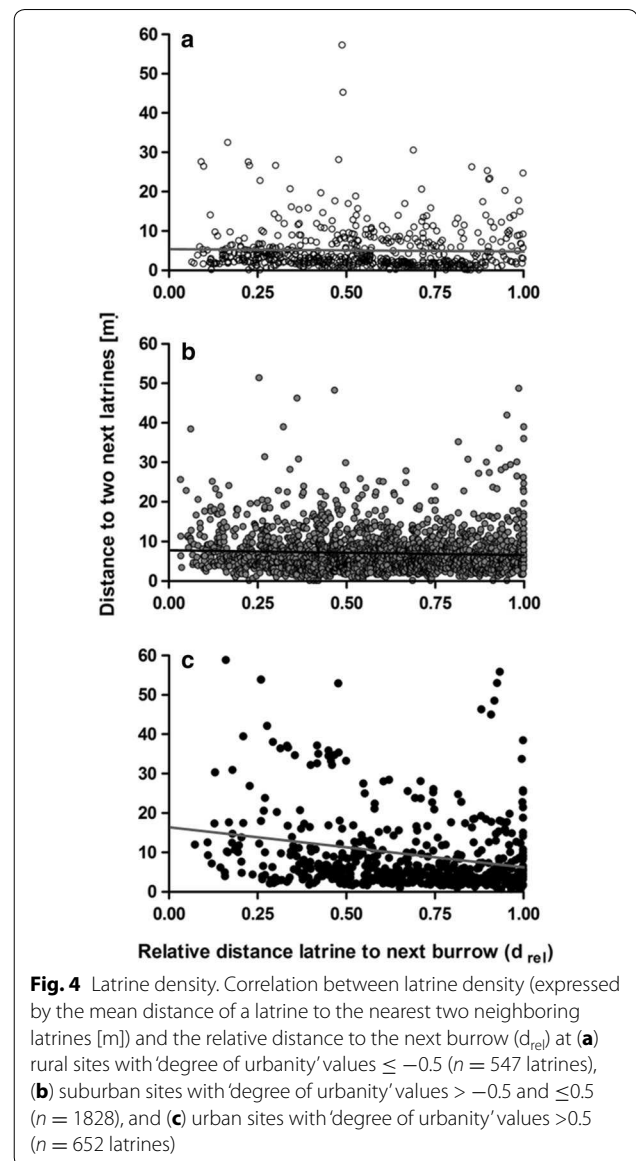 60
a
50
40
30
20
10
0
0.00 0.25 0.50 0.75 1.00
60
b
50
40
30
20
10
0
0.00 0.25 0.50 0.75 1.00
60
c
50
40
30
20
10
0
0.00 0.25 0.50 0.75 1.00
Distance to two next latrines [m]
Relative distance latrine to next burrow (d rel)
Fig. 4 Latrine density. Correlation between latrine density (expressed
by the mean distance of a latrine to the nearest two neighboring
latrines [m]) and the relative distance to the next burrow (drel) at (a)
rural sites with ‘degree of urbanity’ values ≤ −0.5 (n = 547 latrines),
(b) suburban sites with ‘degree of urbanity’ values > −0.5 and ≤0.5
(n = 1828), and (c) urban sites with ‘degree of urbanity’ values >0.5
(n = 652 latrines)